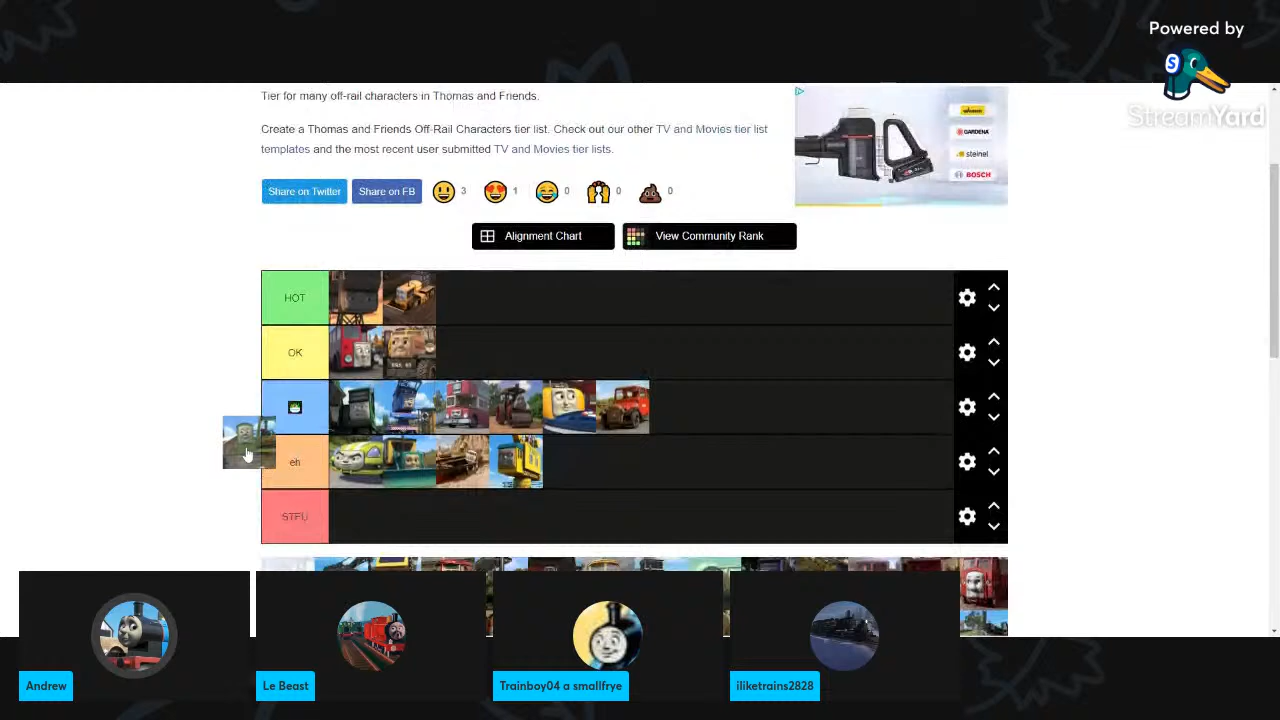 Powered by
StreamYard
Tier for many off-rail characters in Thomas and Friends.
Create a Thomas and Friends Off-Rail Characters tier list. Check out our other TV and Movies tier list
templates and the most recent user submitted TV and Movies tier lists.
Share on Twitter
Share on FB
3
1
0
0
0
GARDENA
steinel
BOSCH
Alignment Chart
View Community Rank
HOT
OK
eh
Andrew
Le Beast
Trainboy04 a smallfrye
iliketrains2828